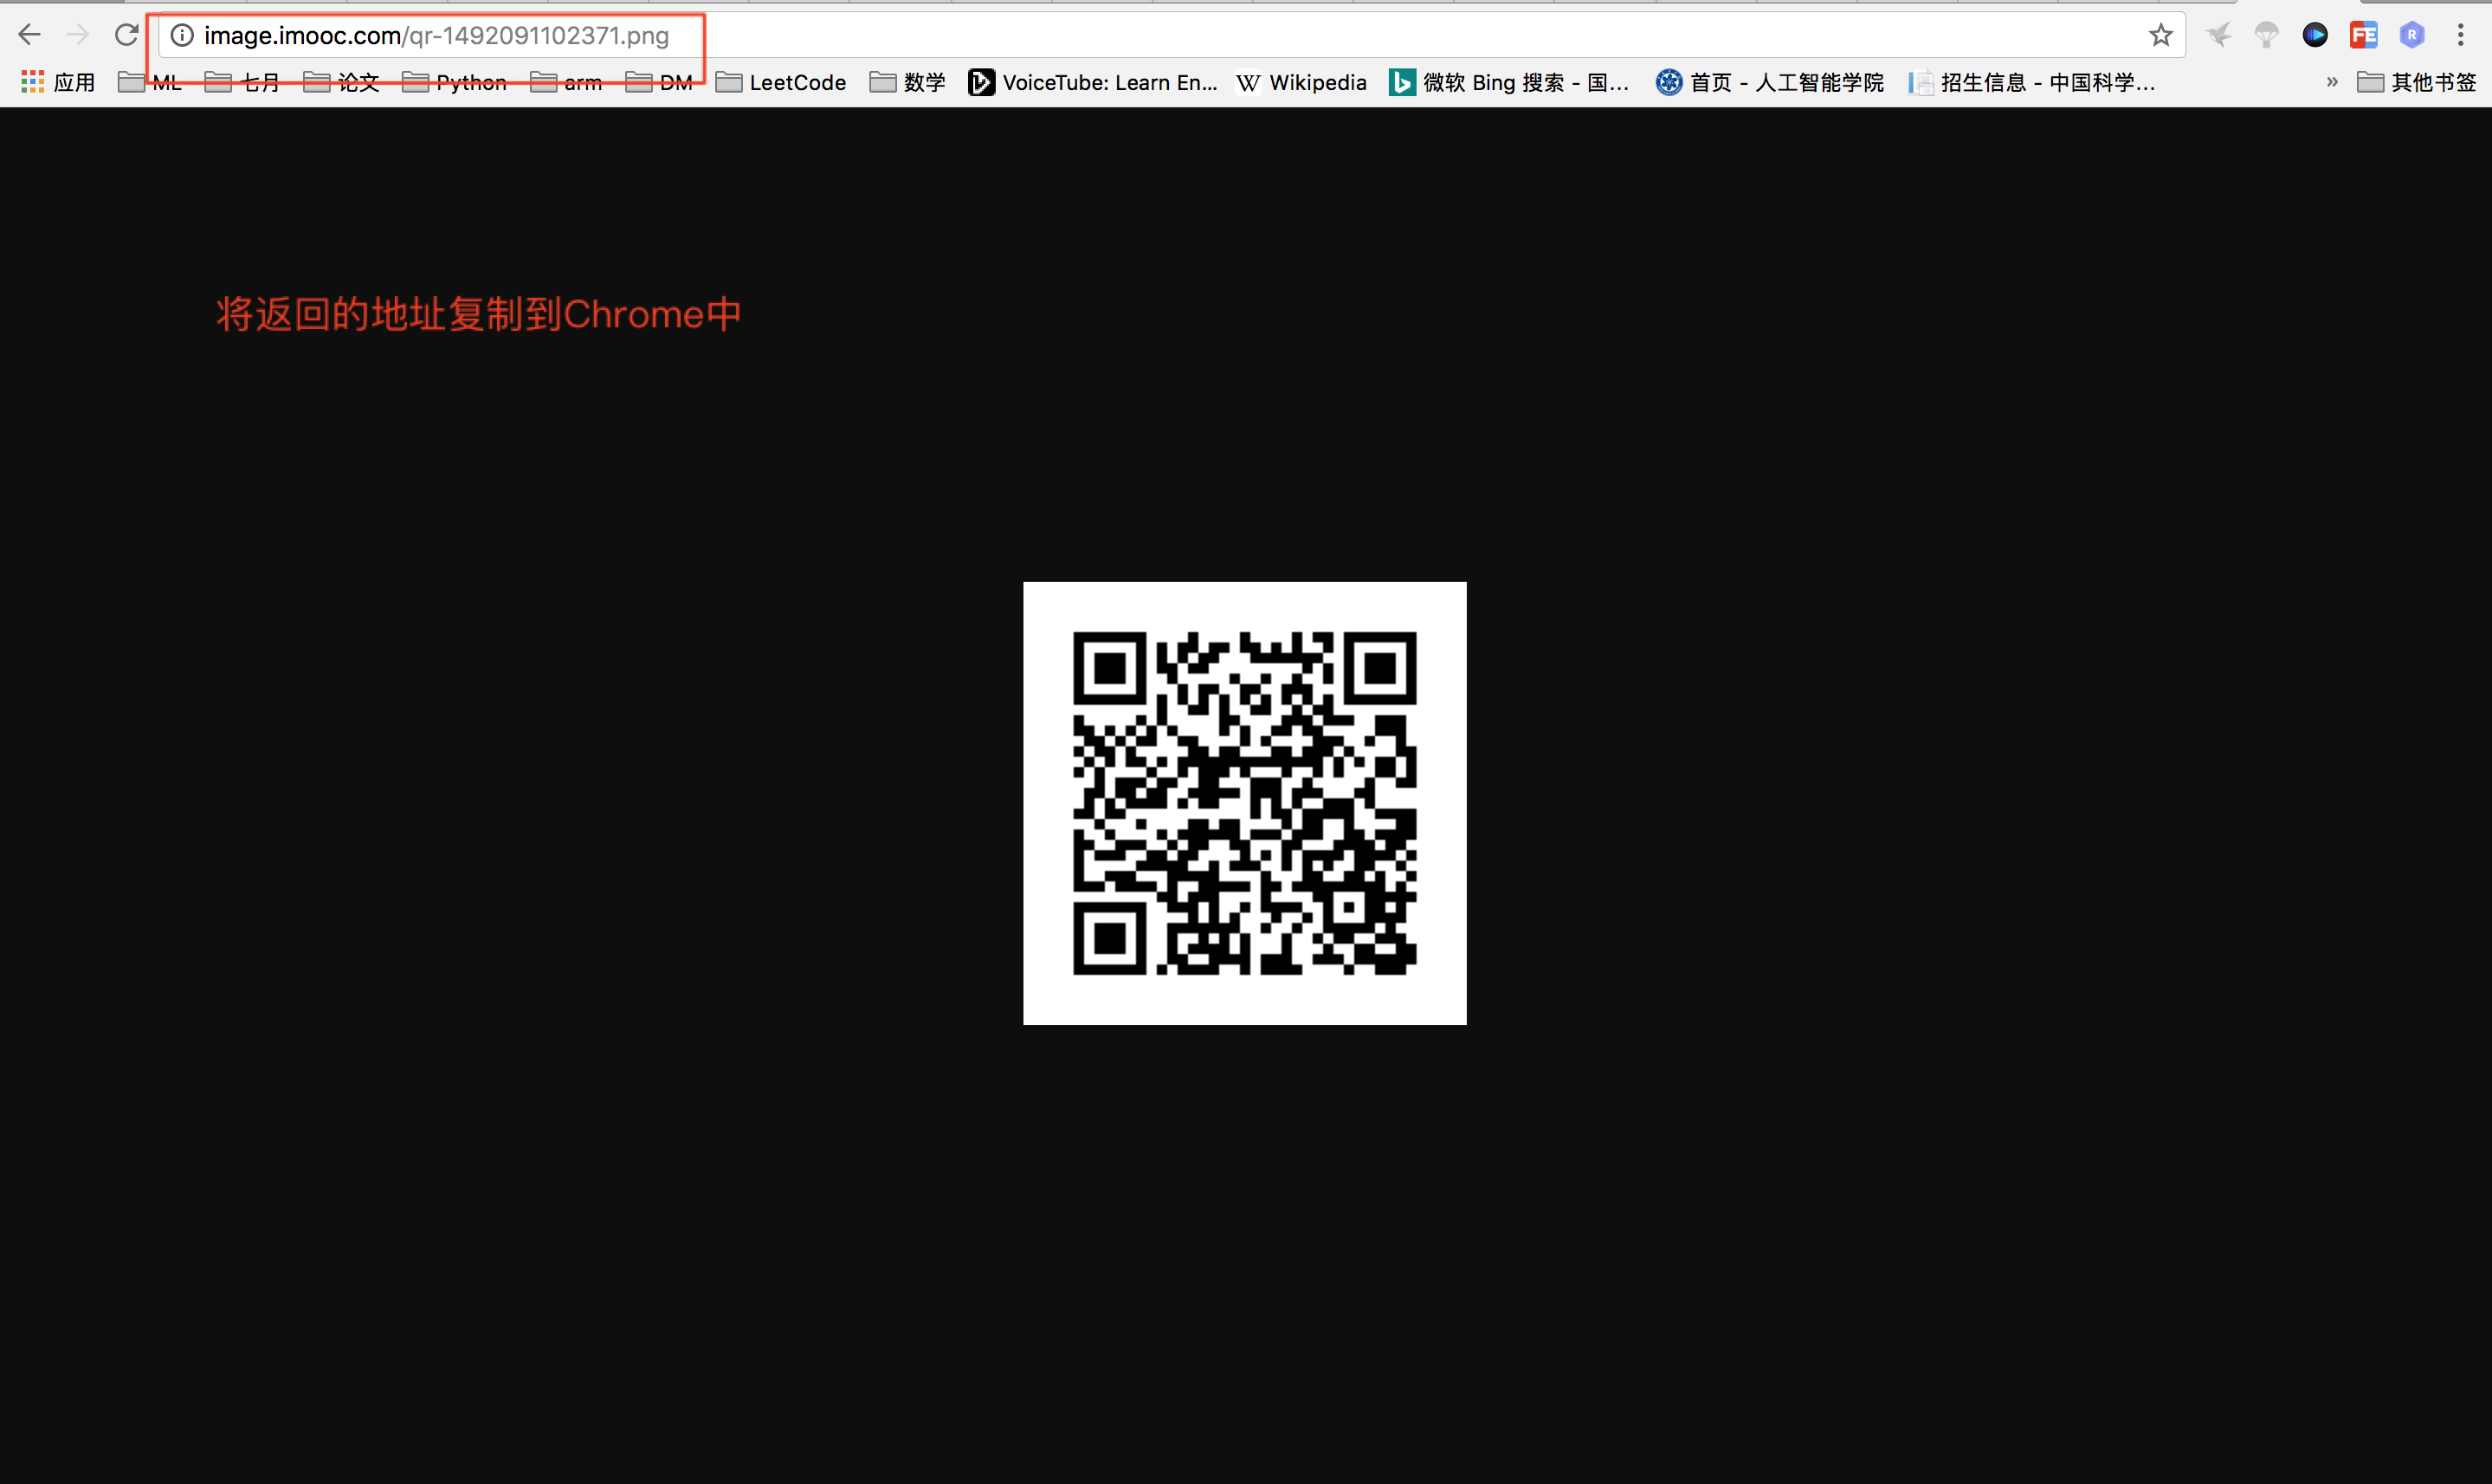 image.imooc.com/qr-1492091102371.png
应用 ML 七月 论文 Python arm DM LeetCode 数学 VoiceTube: Learn En... Wikipedia 微软 Bing 搜索 - 国... 首页 - 人工智能学院 招生信息 - 中国科学... » 其他书签
将返回的地址复制到Chrome中